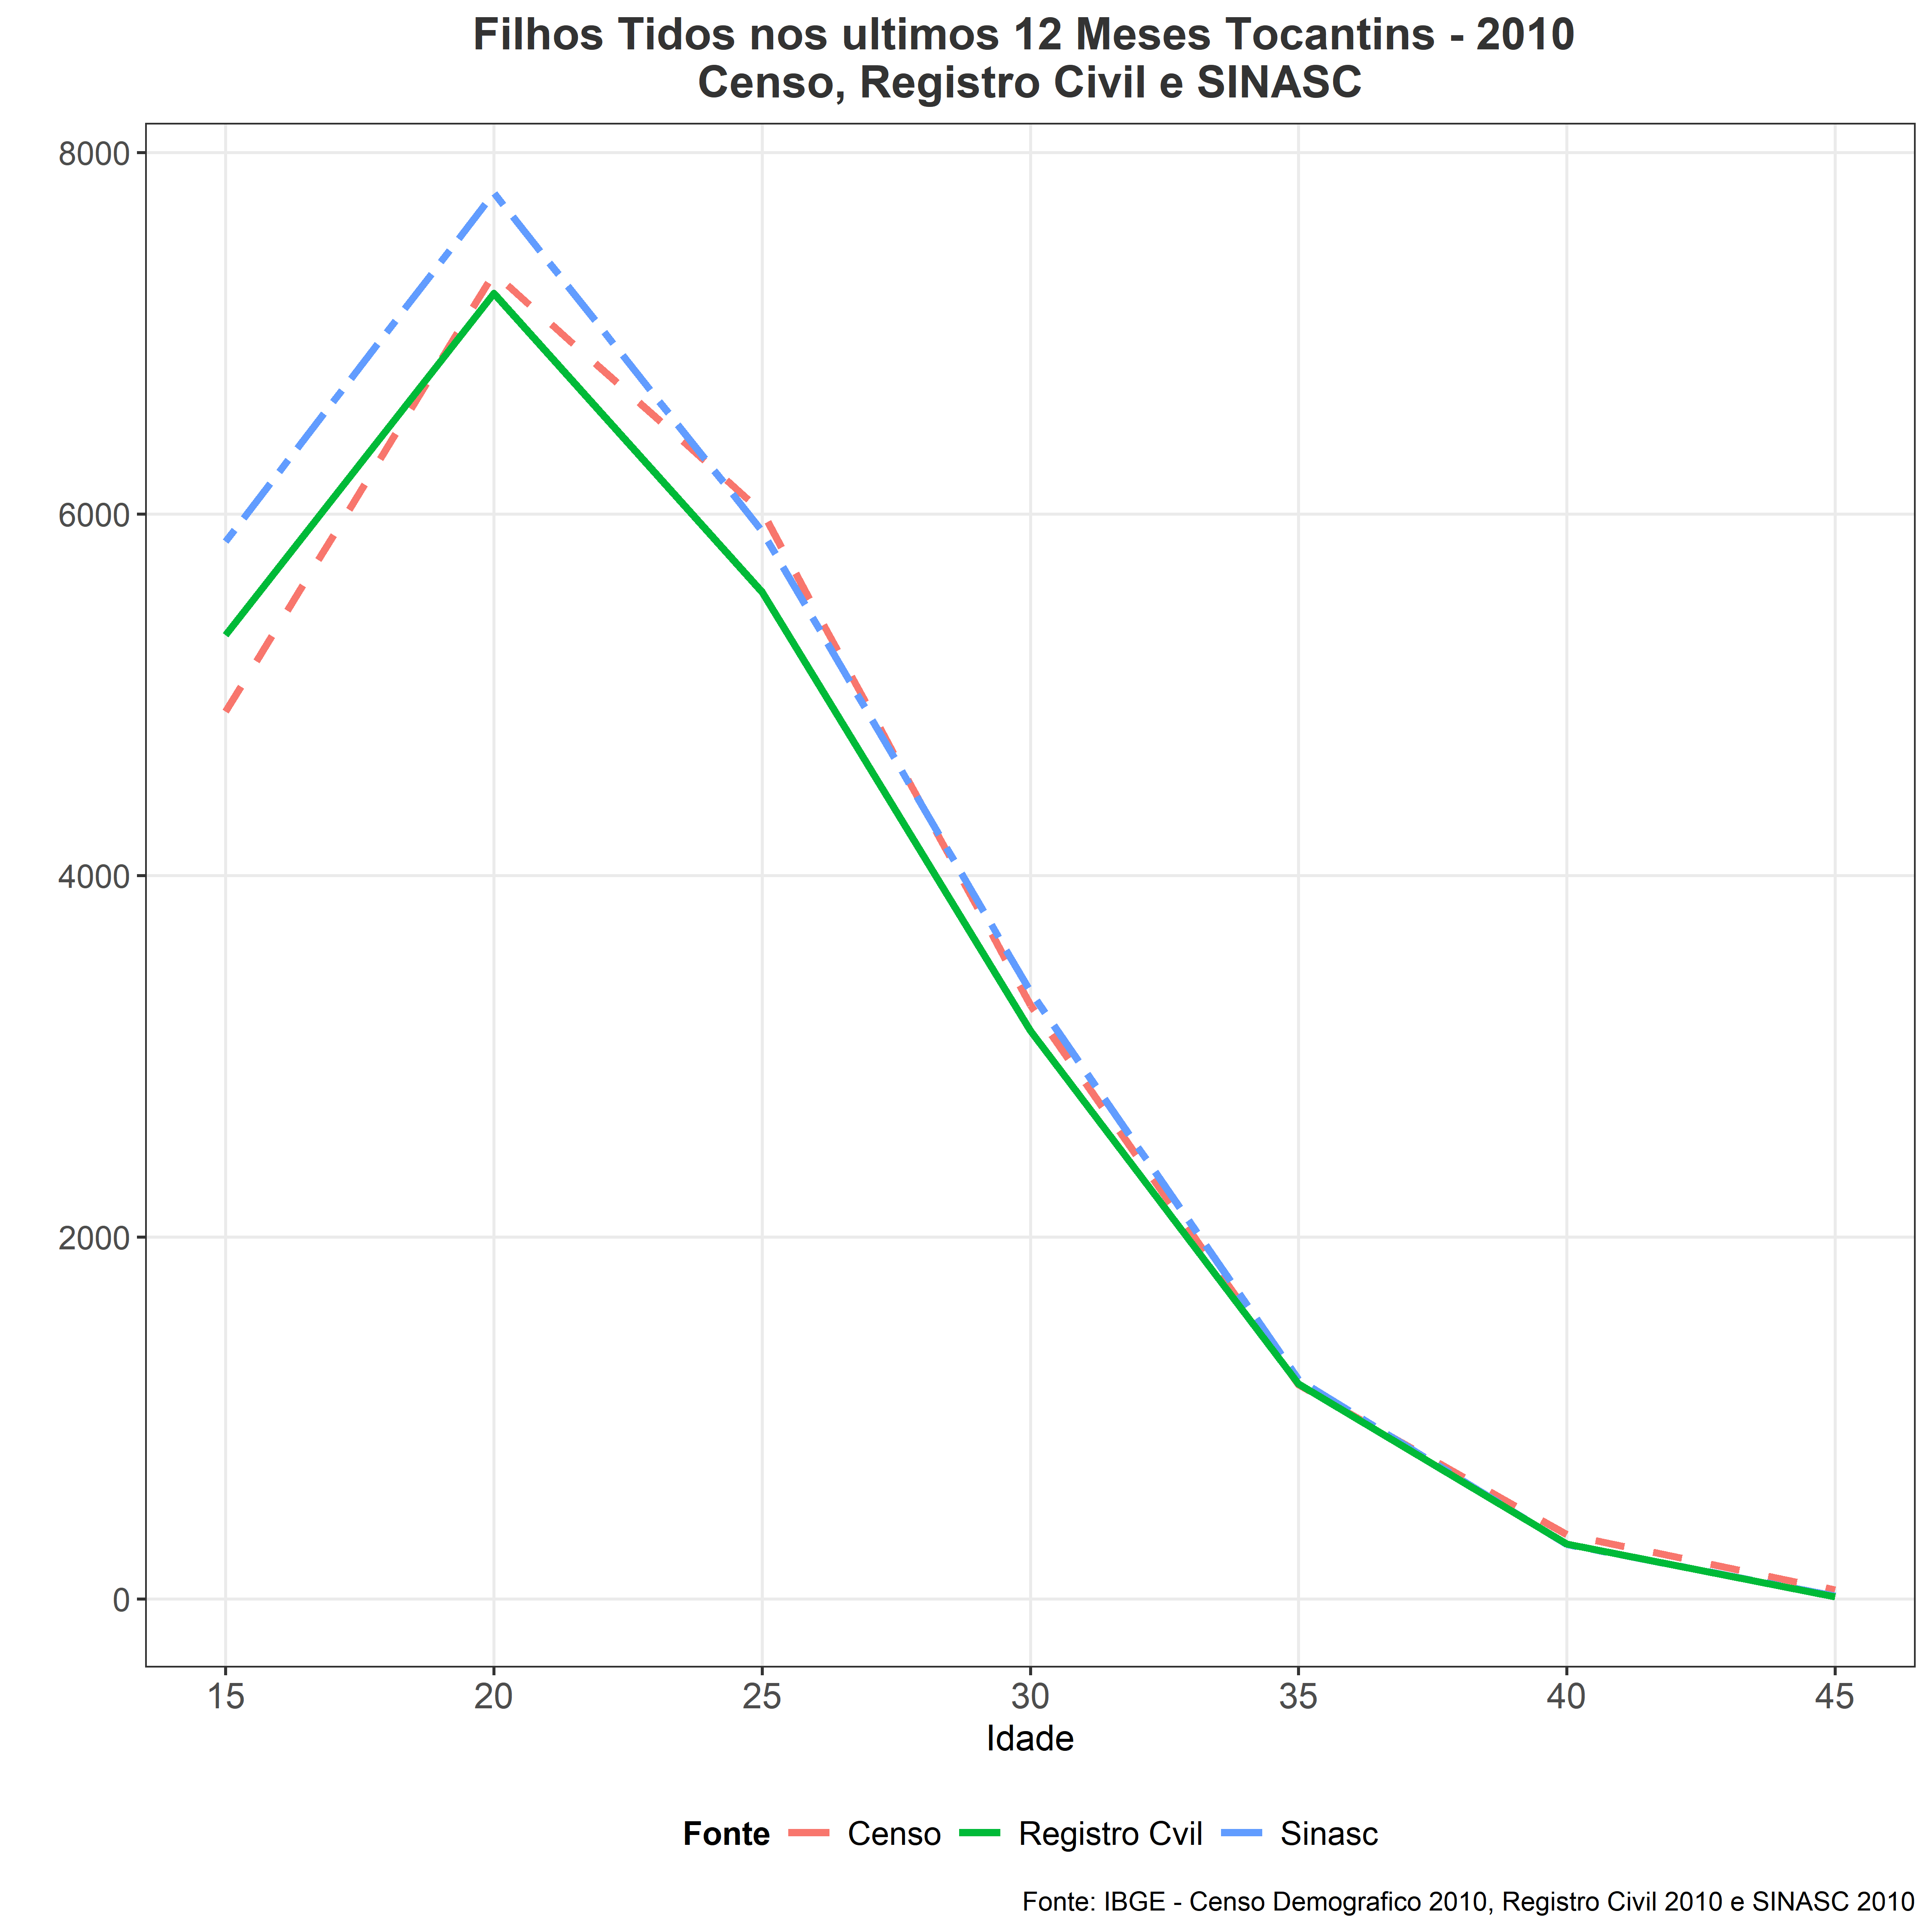 Filhos Tidos nos ultimos 12 Meses Tocantins - 2010
Censo, Registro Civil e SINASC
8000
6000
4000
2000
0
15 20 25 30 35 40 45
Idade
Fonte Censo Registro Cvil Sinasc
Fonte: IBGE - Censo Demografico 2010, Registro Civil 2010 e SINASC 2010